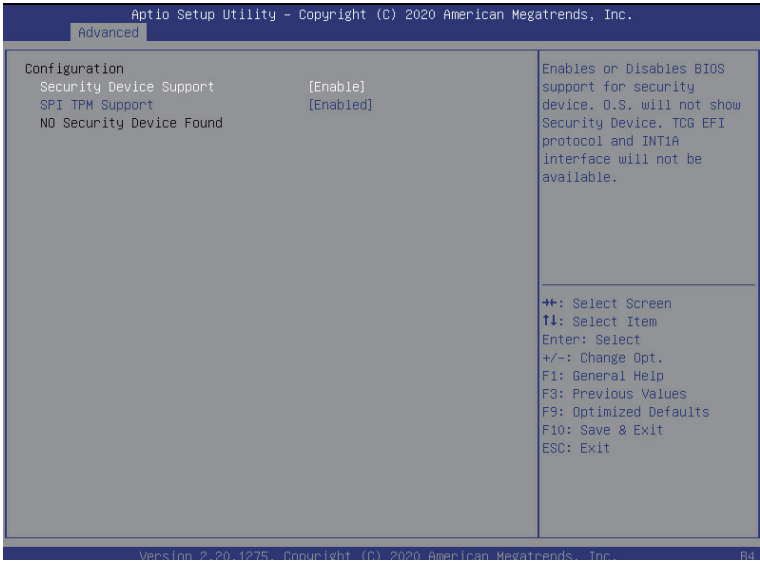 Aptio Setup Utility – Copyright (C) 2020 American Megatrends, Inc.
Advanced
Configuration
Security Device Support [Enable]
SPI TPM Support [Enabled]
NO Security Device Found
Enables or Disables BIOS
support for security
device. O.S. will not show
Security Device. TCG EFI
protocol and INT1A
interface will not be
available.
→←: Select Screen
↑↓: Select Item
Enter: Select
+/-: Change Opt.
F1: General Help
F3: Previous Values
F9: Optimized Defaults
F10: Save & Exit
ESC: Exit
Version 2.20.1275. Copyright (C) 2020 American Megatrends, Inc.
B4